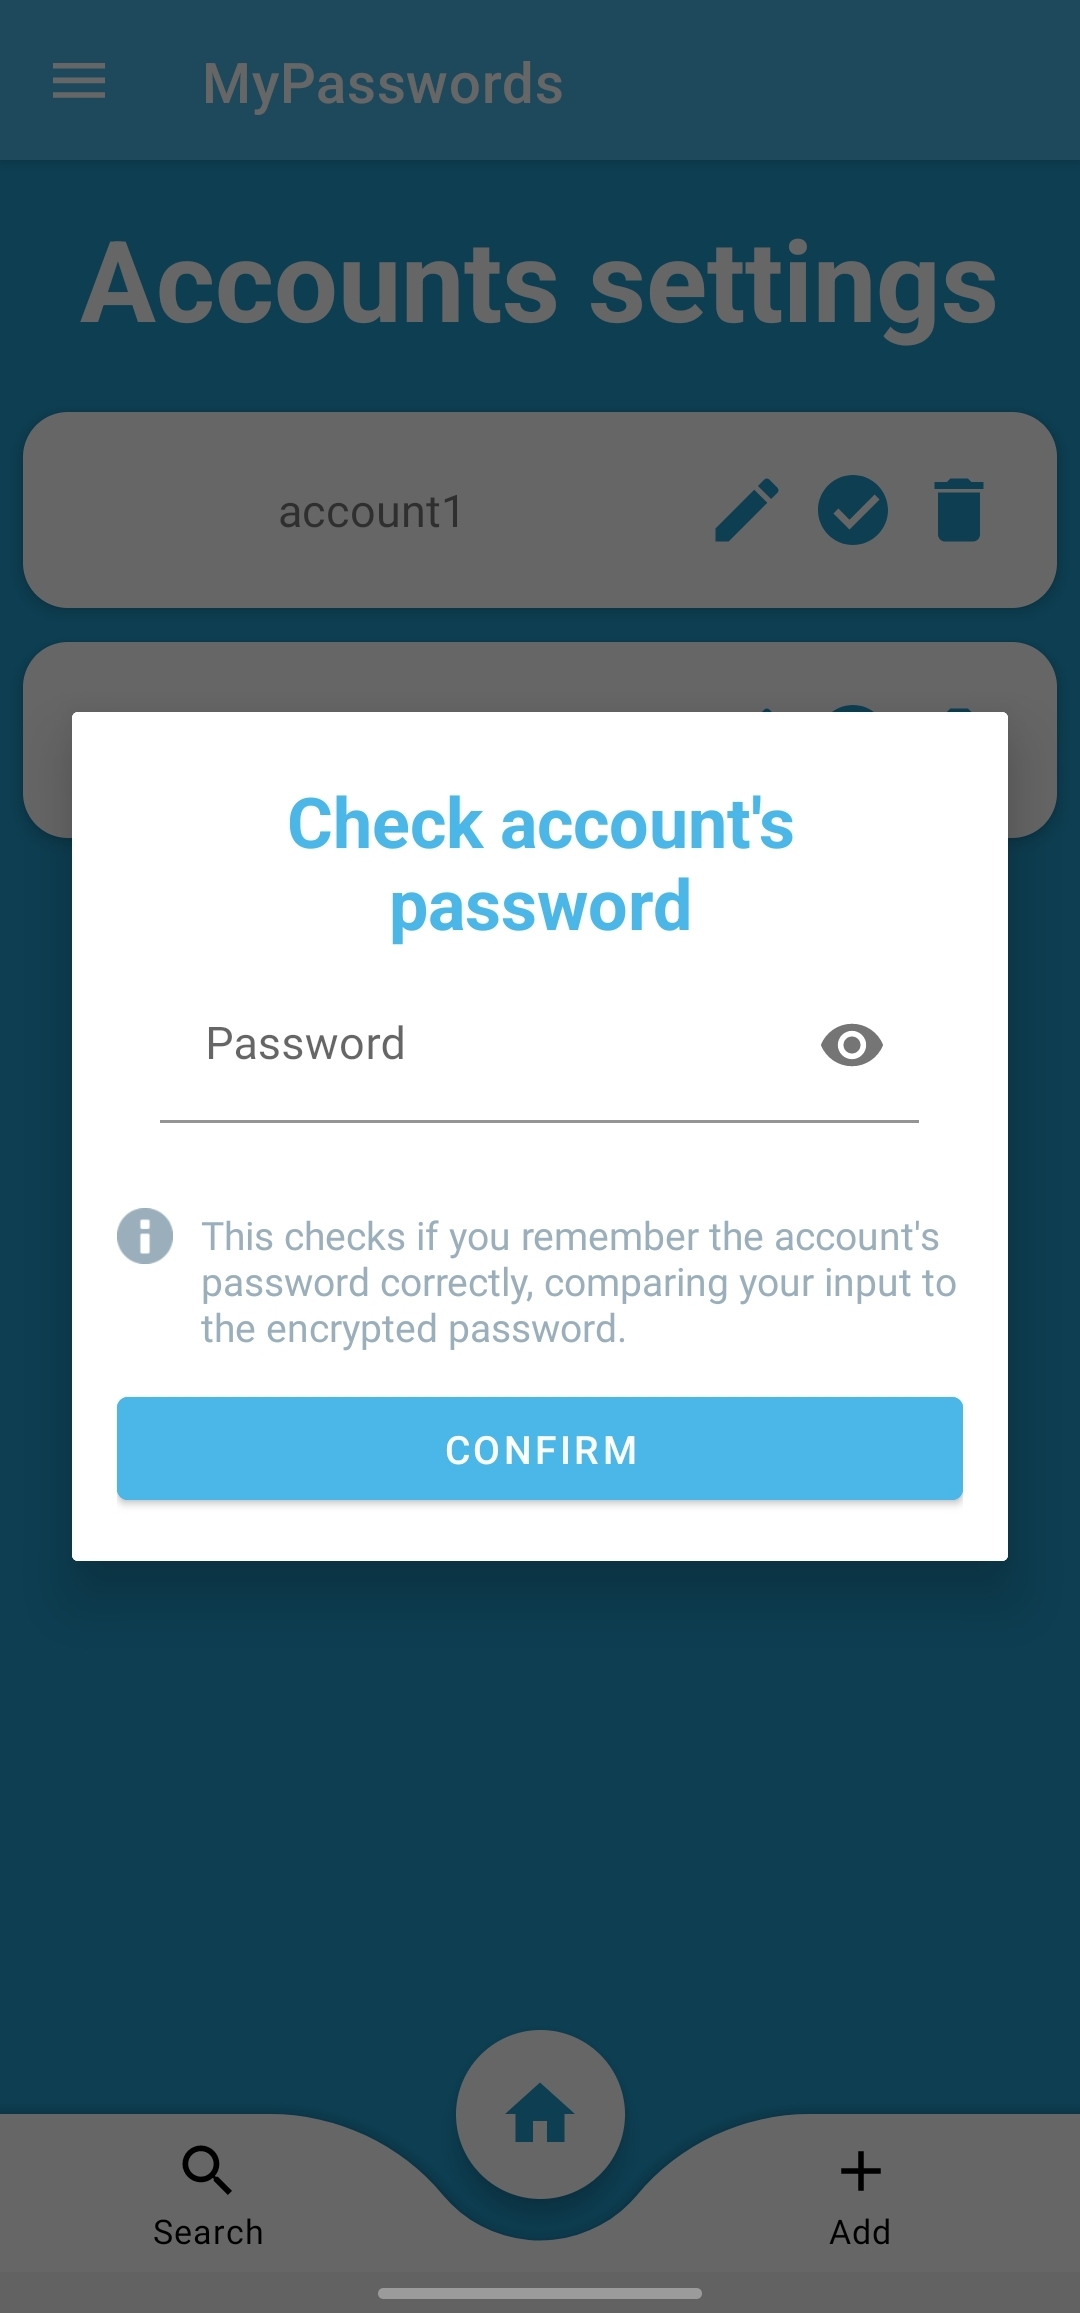 MyPasswords
Accounts settings
account1
Check account's
password
Password
This checks if you remember the account's
password correctly, comparing your input to
the encrypted password.
CONFIRM
Search
Add